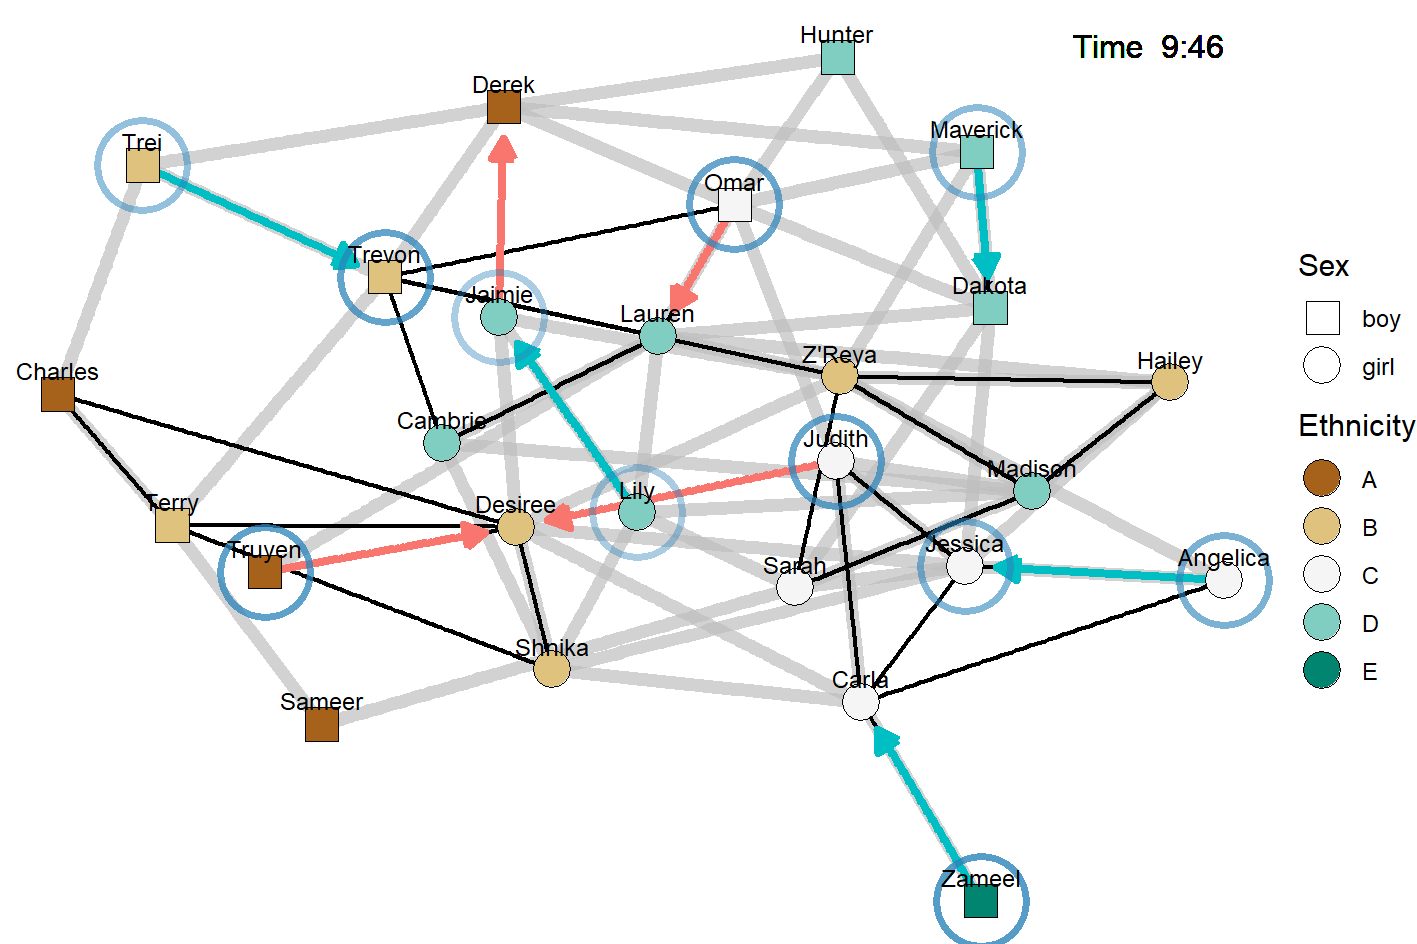 Hunter
Time 9:46
Derek
Maverick
Trei
Omar
Trevon
Jaimie
Dakota
Lauren
Z'Reya
Hailey
Charles
Cambrie
Judith
Madison
Terry
Desiree
Lily
Truyen
Jessica
Sarah
Angelica
Shnika
Carla
Sameer
Zameel
Sex
boy
girl
Ethnicity
A
B
C
D
E